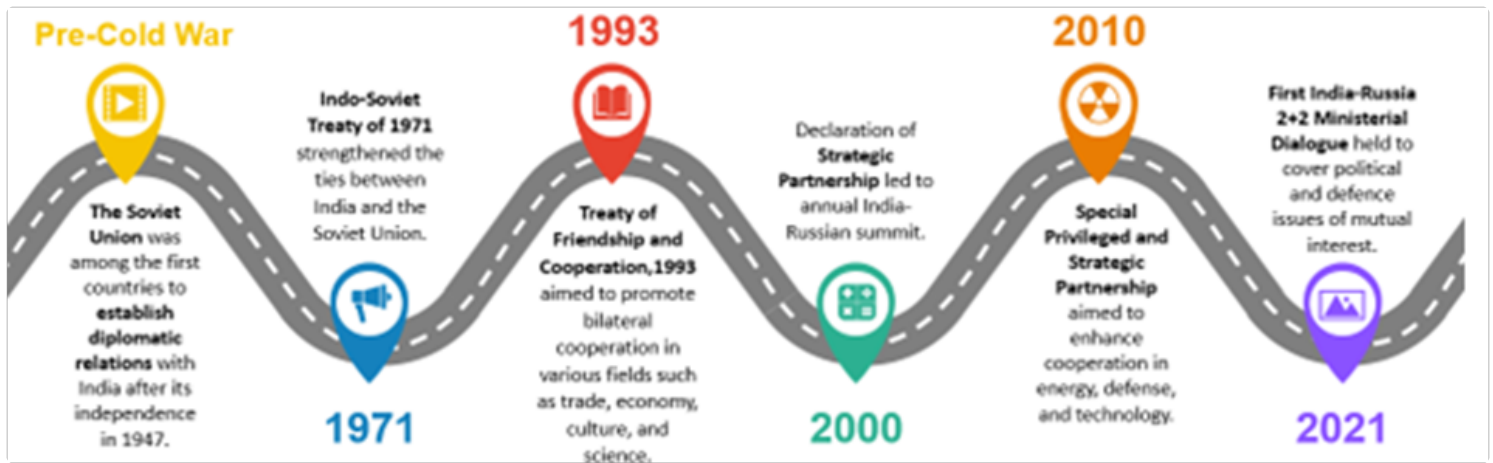 Pre-Cold War
The Soviet
Union was
among the first
countries to
establish
diplomatic
relations with
India after its
independence
in 1947.
Indo-Soviet
Treaty of 1971
strengthened the
ties between
India and the
Soviet Union.
1971
1993
Treaty of
Friendship and
Cooperation,1993
aimed to promote
bilateral
cooperation in
various fields such
as trade, economy,
culture, and
science.
Declaration of
Strategic
Partnership led to
annual India-
Russian summit.
2000
2010
Special
Privileged and
Strategic
Partnership
aimed to
enhance
cooperation in
energy, defense,
and technology.
First India-Russia
2+2 Ministerial
Dialogue held to
cover political
and defence
issues of mutual
interest.
2021